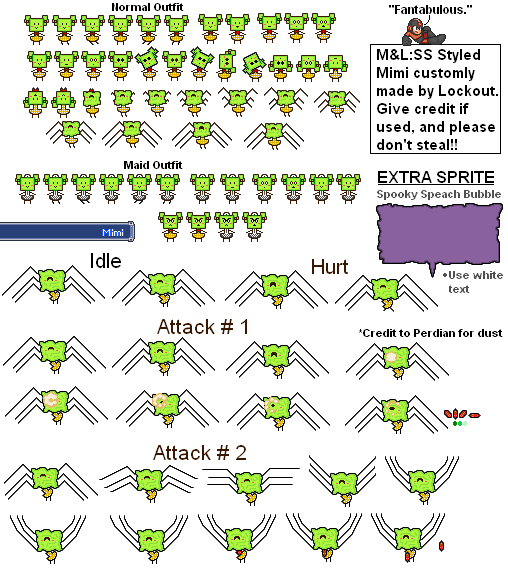 Normal Outfit
"Fantabulous."
M&L:SS Styled
Mimi customly
made by Lockout.
Give credit if
used, and please
don't steal!!
Maid Outfit
EXTRA SPRITE
Spooky Speach Bubble
Mimi
•Use white
text
Idle
Hurt
Attack # 1
*Credit to Perdian for dust
Attack # 2